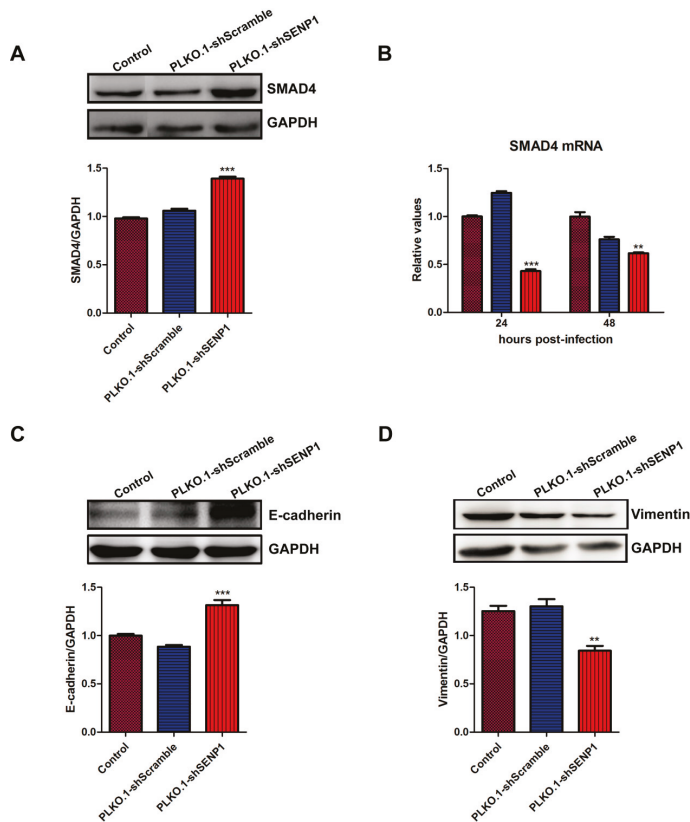 A
Control
PLKO.1-shScramble
PLKO.1-shSENP1
SMAD4
GAPDH
SMAD4/GAPDH
1.5
1.0
0.5
0.0
***
Control
PLKO.1-shScramble
PLKO.1-shSENP1
B
SMAD4 mRNA
Relative values
1.5
1.0
0.5
0.0
***
**
24
48
hours post-infection
C
Control
PLKO.1-shScramble
PLKO.1-shSENP1
E-cadherin
GAPDH
E-cadherin/GAPDH
1.5
1.0
0.5
0.0
***
Control
PLKO.1-shScramble
PLKO.1-shSENP1
D
Control
PLKO.1-shScramble
PLKO.1-shSENP1
Vimentin
GAPDH
Vimentin/GAPDH
1.5
1.0
0.5
0.0
**
Control
PLKO.1-shScramble
PLKO.1-shSENP1